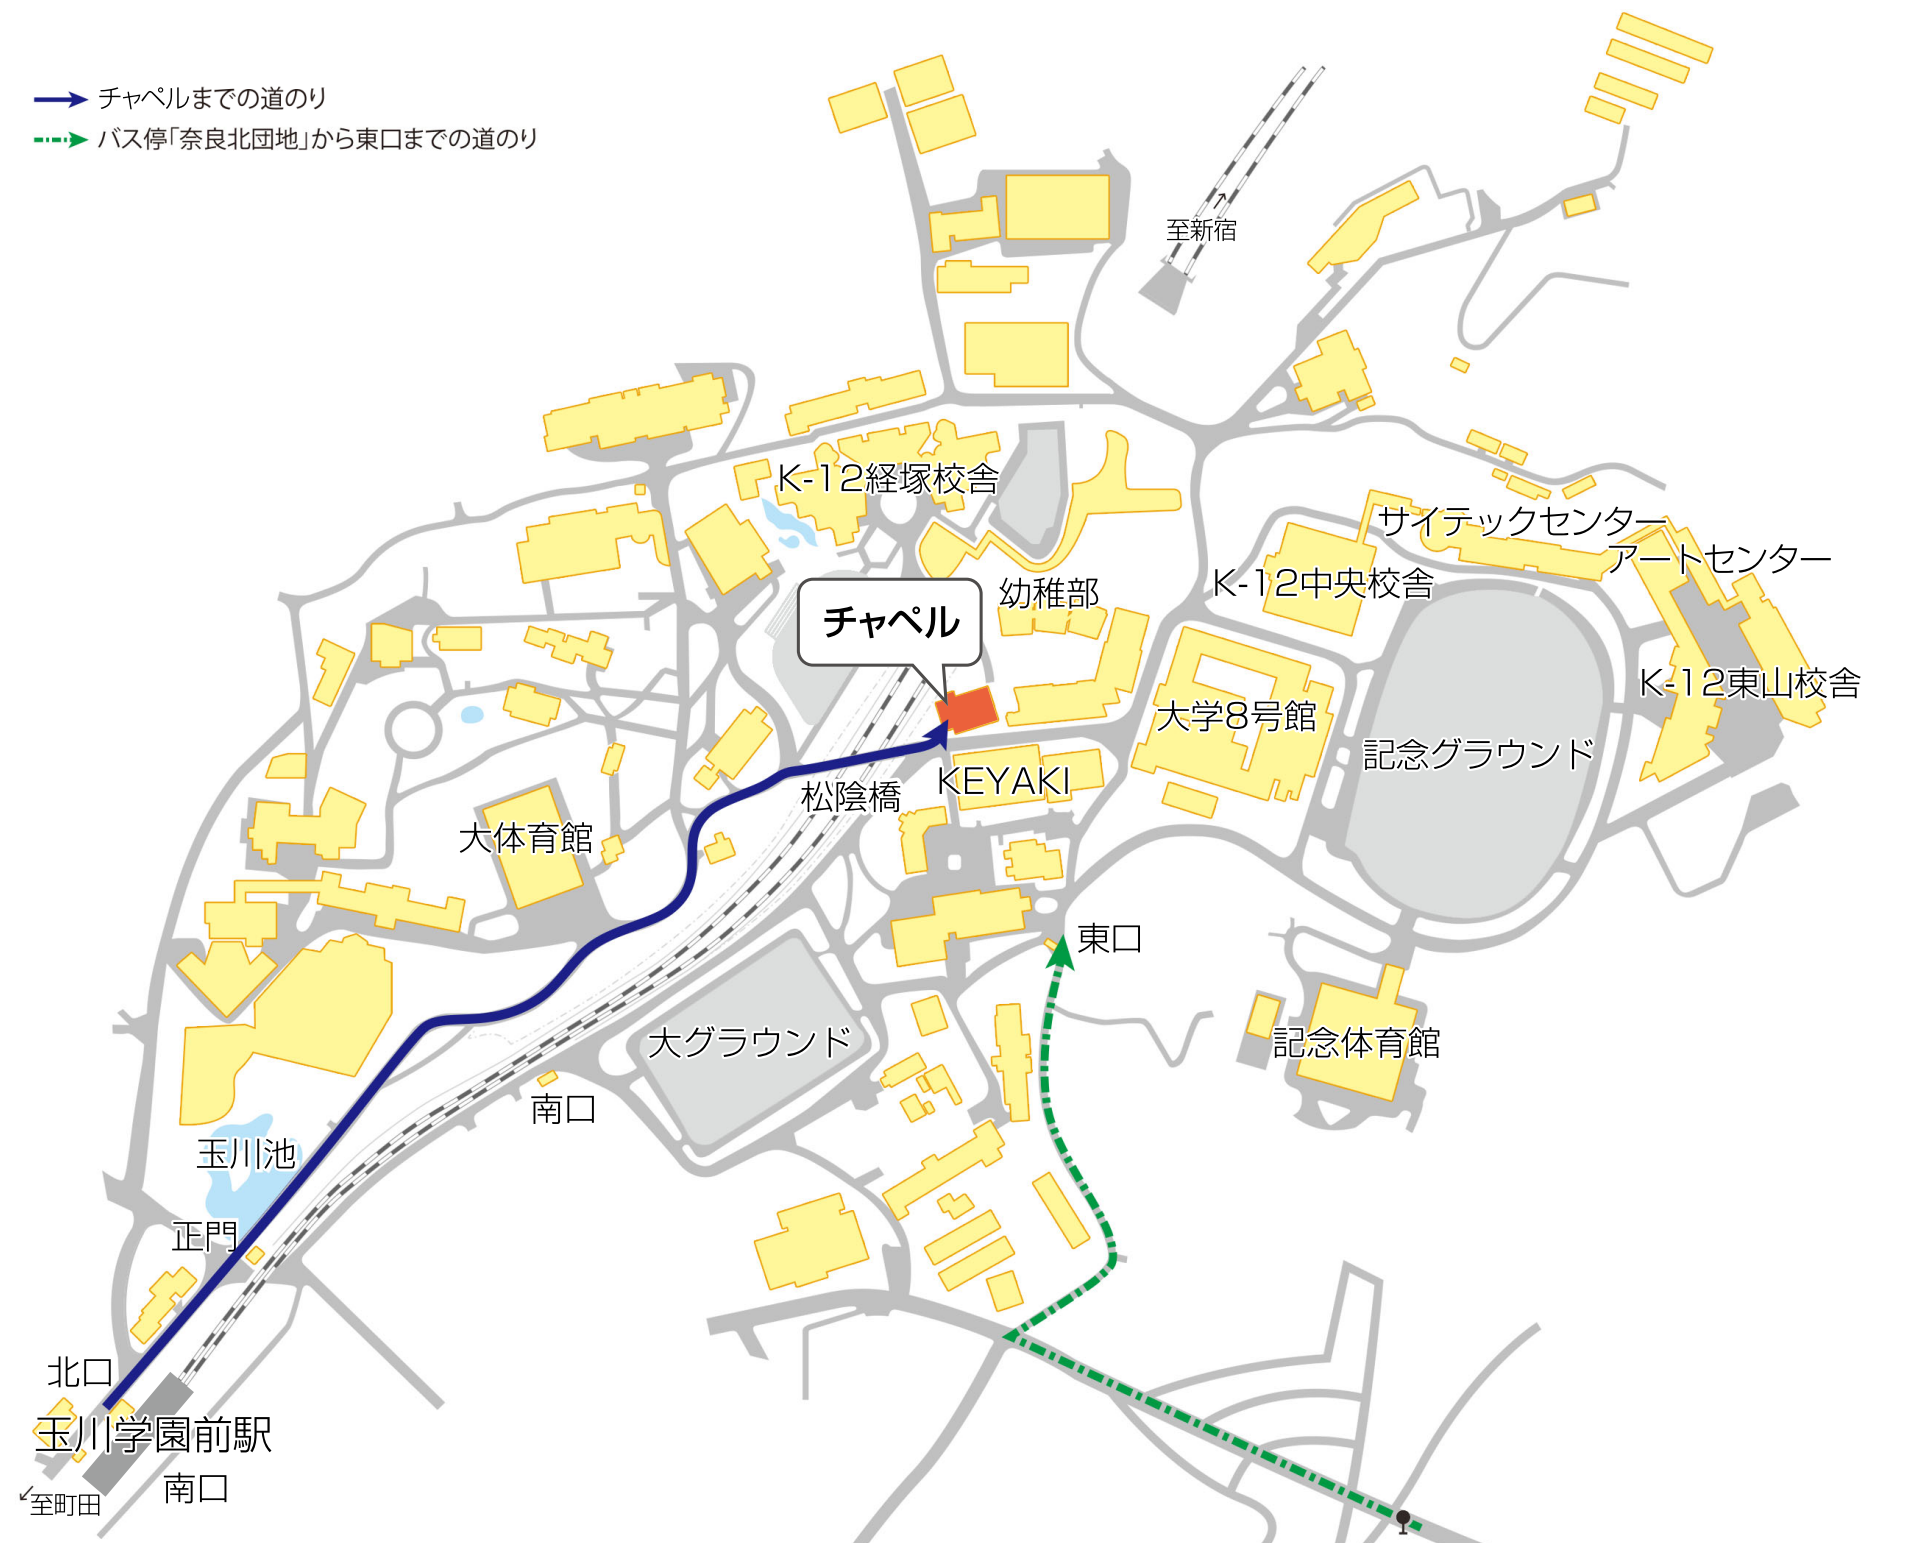 チャペルまでの道のり
バス停「奈良北団地」から東口までの道のり
↑
至新宿
K-12経塚校舎
サイテックセンター
アートセンター
K-12中央校舎
幼稚部
チャペル
K-12東山校舎
大学8号館
記念グラウンド
KEYAKI
松陰橋
大体育館
東口
大グラウンド
記念体育館
南口
玉川池
正門
北口
玉川学園前駅
南口
↙至町田